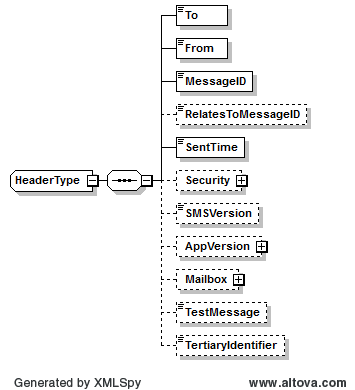 To
From
MessageID
RelatesToMessageID
SentTime
HeaderType
Security
SMSVersion
AppVersion
Mailbox
TestMessage
TertiaryIdentifier
Generated by XMLSpy
www.altova.com